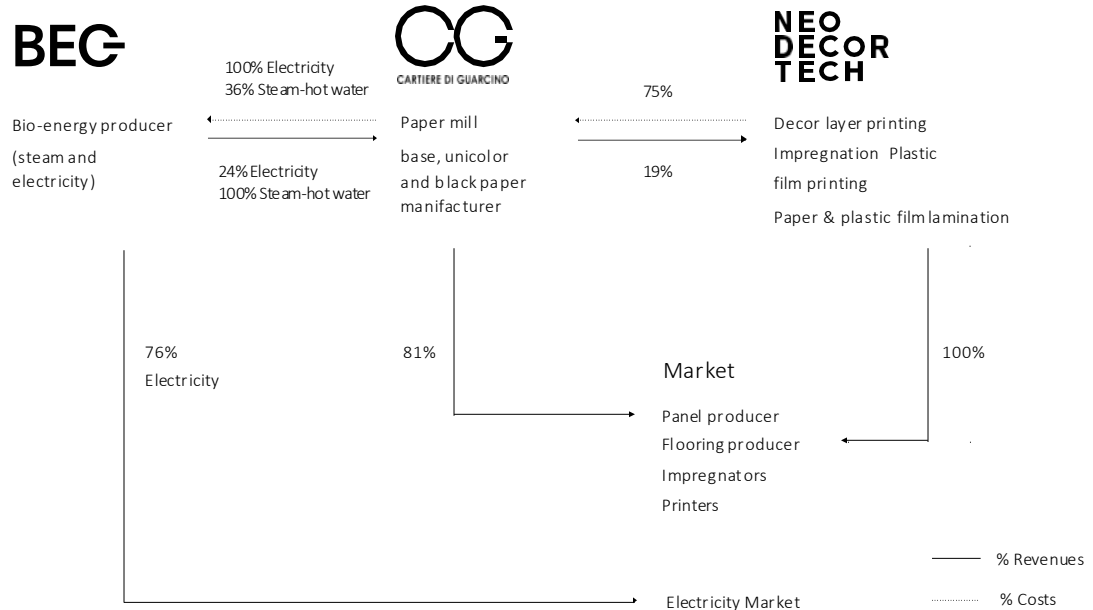 BEG
CG
CARTIERE DI GUARCINO
NEO
DECOR
TECH
100% Electricity
36% Steam-hot water
75%
Bio-energy producer
(steam and
electricity)
24% Electricity
100% Steam-hot water
Paper mill
base, unicolor
and black paper
manifacturer
19%
Decor layer printing
Impregnation Plastic
film printing
Paper & plastic film lamination
76%
Electricity
81%
100%
Market
Panel producer
Flooring producer
Impregnators
Printers
Electricity Market
% Revenues
% Costs